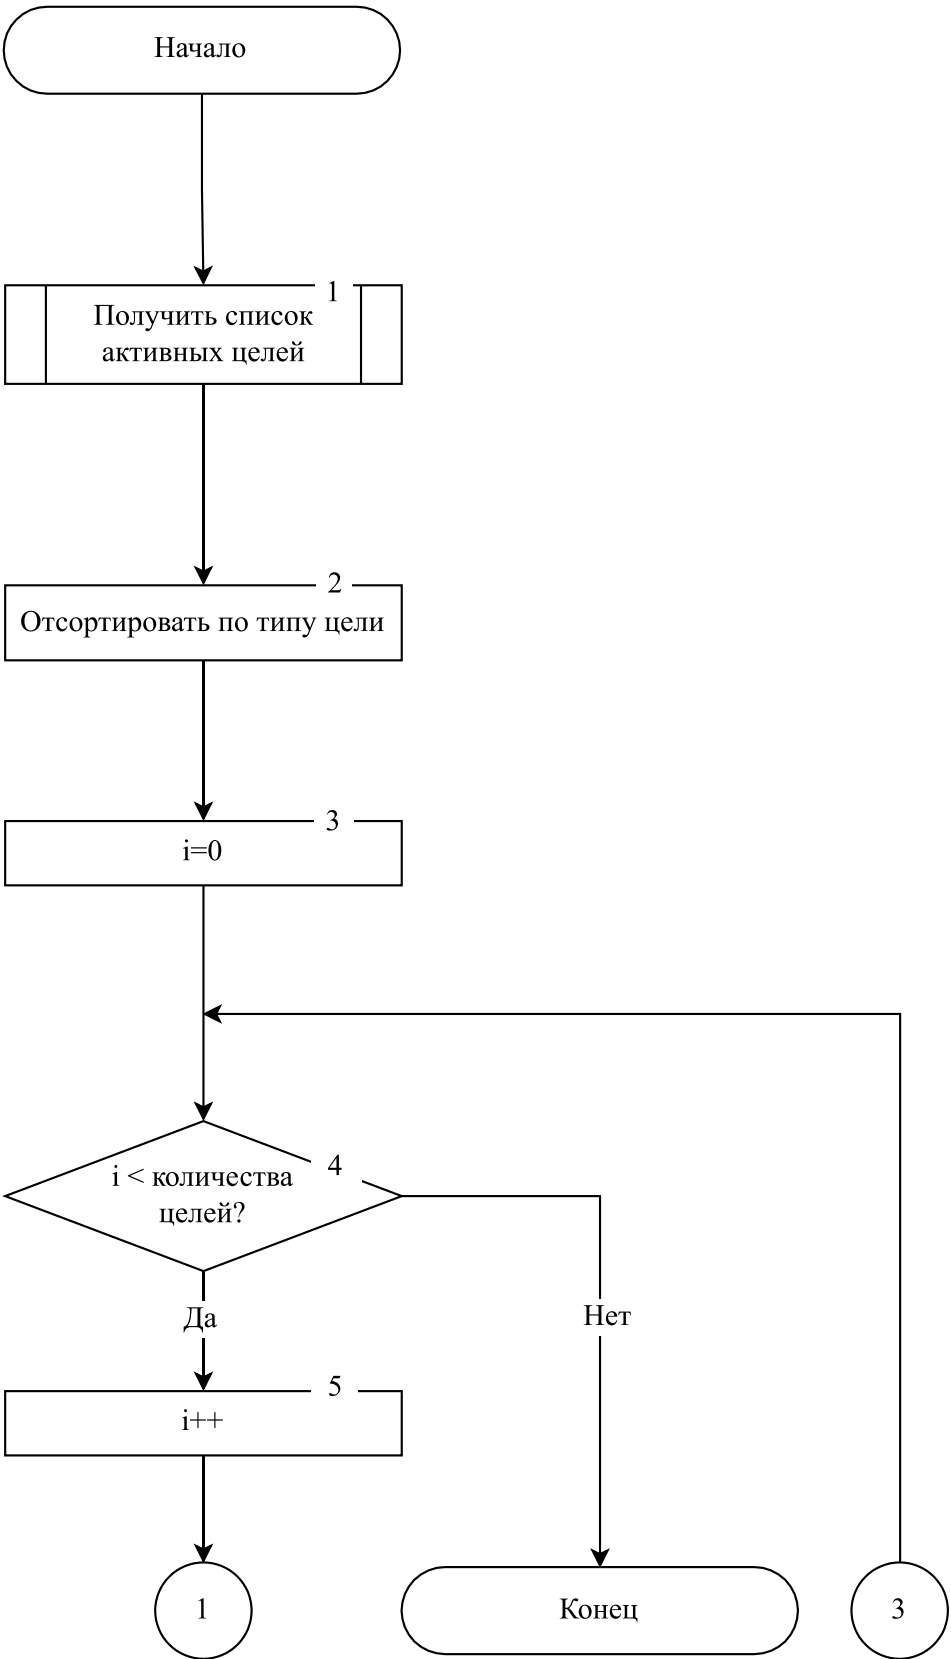 Начало
1
Получить список
активных целей
2
Отсортировать по типу цели
3
i=0
4
i < количества
целей?
Да
Нет
5
i++
1
Конец
3